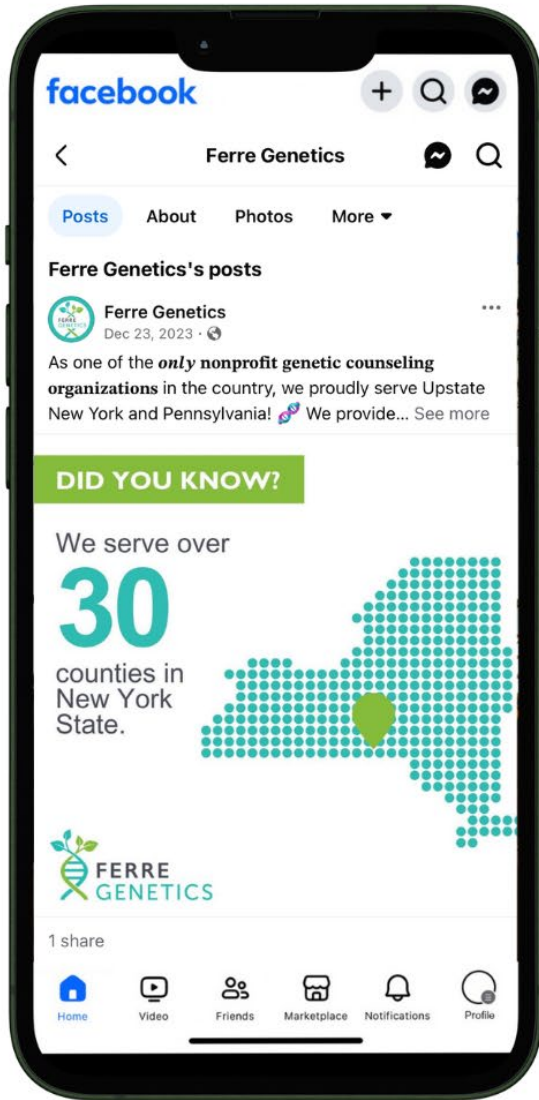 facebook
Ferre Genetics
Posts About Photos More
Ferre Genetics's posts
FERRE
GENETICS
Ferre Genetics
Dec 23, 2023 ·
As one of the only nonprofit genetic counseling
organizations in the country, we proudly serve Upstate
New York and Pennsylvania! 🧬 We provide... See more
DID YOU KNOW?
We serve over
30
counties in
New York
State.
FERRE
GENETICS
1 share
Home Video Friends Marketplace Notifications Profile